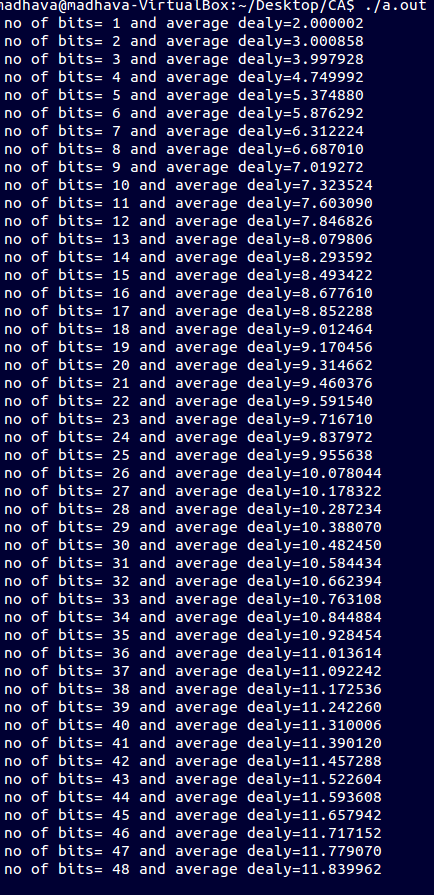 madhava@madhava-VirtualBox:~/Desktop/CA$ ./a.out
no of bits= 1 and average dealy=2.000002
no of bits= 2 and average dealy=3.000858
no of bits= 3 and average dealy=3.997928
no of bits= 4 and average dealy=4.749992
no of bits= 5 and average dealy=5.374880
no of bits= 6 and average dealy=5.876292
no of bits= 7 and average dealy=6.312224
no of bits= 8 and average dealy=6.687010
no of bits= 9 and average dealy=7.019272
no of bits= 10 and average dealy=7.323524
no of bits= 11 and average dealy=7.603090
no of bits= 12 and average dealy=7.846826
no of bits= 13 and average dealy=8.079806
no of bits= 14 and average dealy=8.293592
no of bits= 15 and average dealy=8.493422
no of bits= 16 and average dealy=8.677610
no of bits= 17 and average dealy=8.852288
no of bits= 18 and average dealy=9.012464
no of bits= 19 and average dealy=9.170456
no of bits= 20 and average dealy=9.314662
no of bits= 21 and average dealy=9.460376
no of bits= 22 and average dealy=9.591540
no of bits= 23 and average dealy=9.716710
no of bits= 24 and average dealy=9.837972
no of bits= 25 and average dealy=9.955638
no of bits= 26 and average dealy=10.078044
no of bits= 27 and average dealy=10.178322
no of bits= 28 and average dealy=10.287234
no of bits= 29 and average dealy=10.388070
no of bits= 30 and average dealy=10.482450
no of bits= 31 and average dealy=10.584434
no of bits= 32 and average dealy=10.662394
no of bits= 33 and average dealy=10.763108
no of bits= 34 and average dealy=10.844884
no of bits= 35 and average dealy=10.928454
no of bits= 36 and average dealy=11.013614
no of bits= 37 and average dealy=11.092242
no of bits= 38 and average dealy=11.172536
no of bits= 39 and average dealy=11.242260
no of bits= 40 and average dealy=11.310006
no of bits= 41 and average dealy=11.390120
no of bits= 42 and average dealy=11.457288
no of bits= 43 and average dealy=11.522604
no of bits= 44 and average dealy=11.593608
no of bits= 45 and average dealy=11.657942
no of bits= 46 and average dealy=11.717152
no of bits= 47 and average dealy=11.779070
no of bits= 48 and average dealy=11.839962